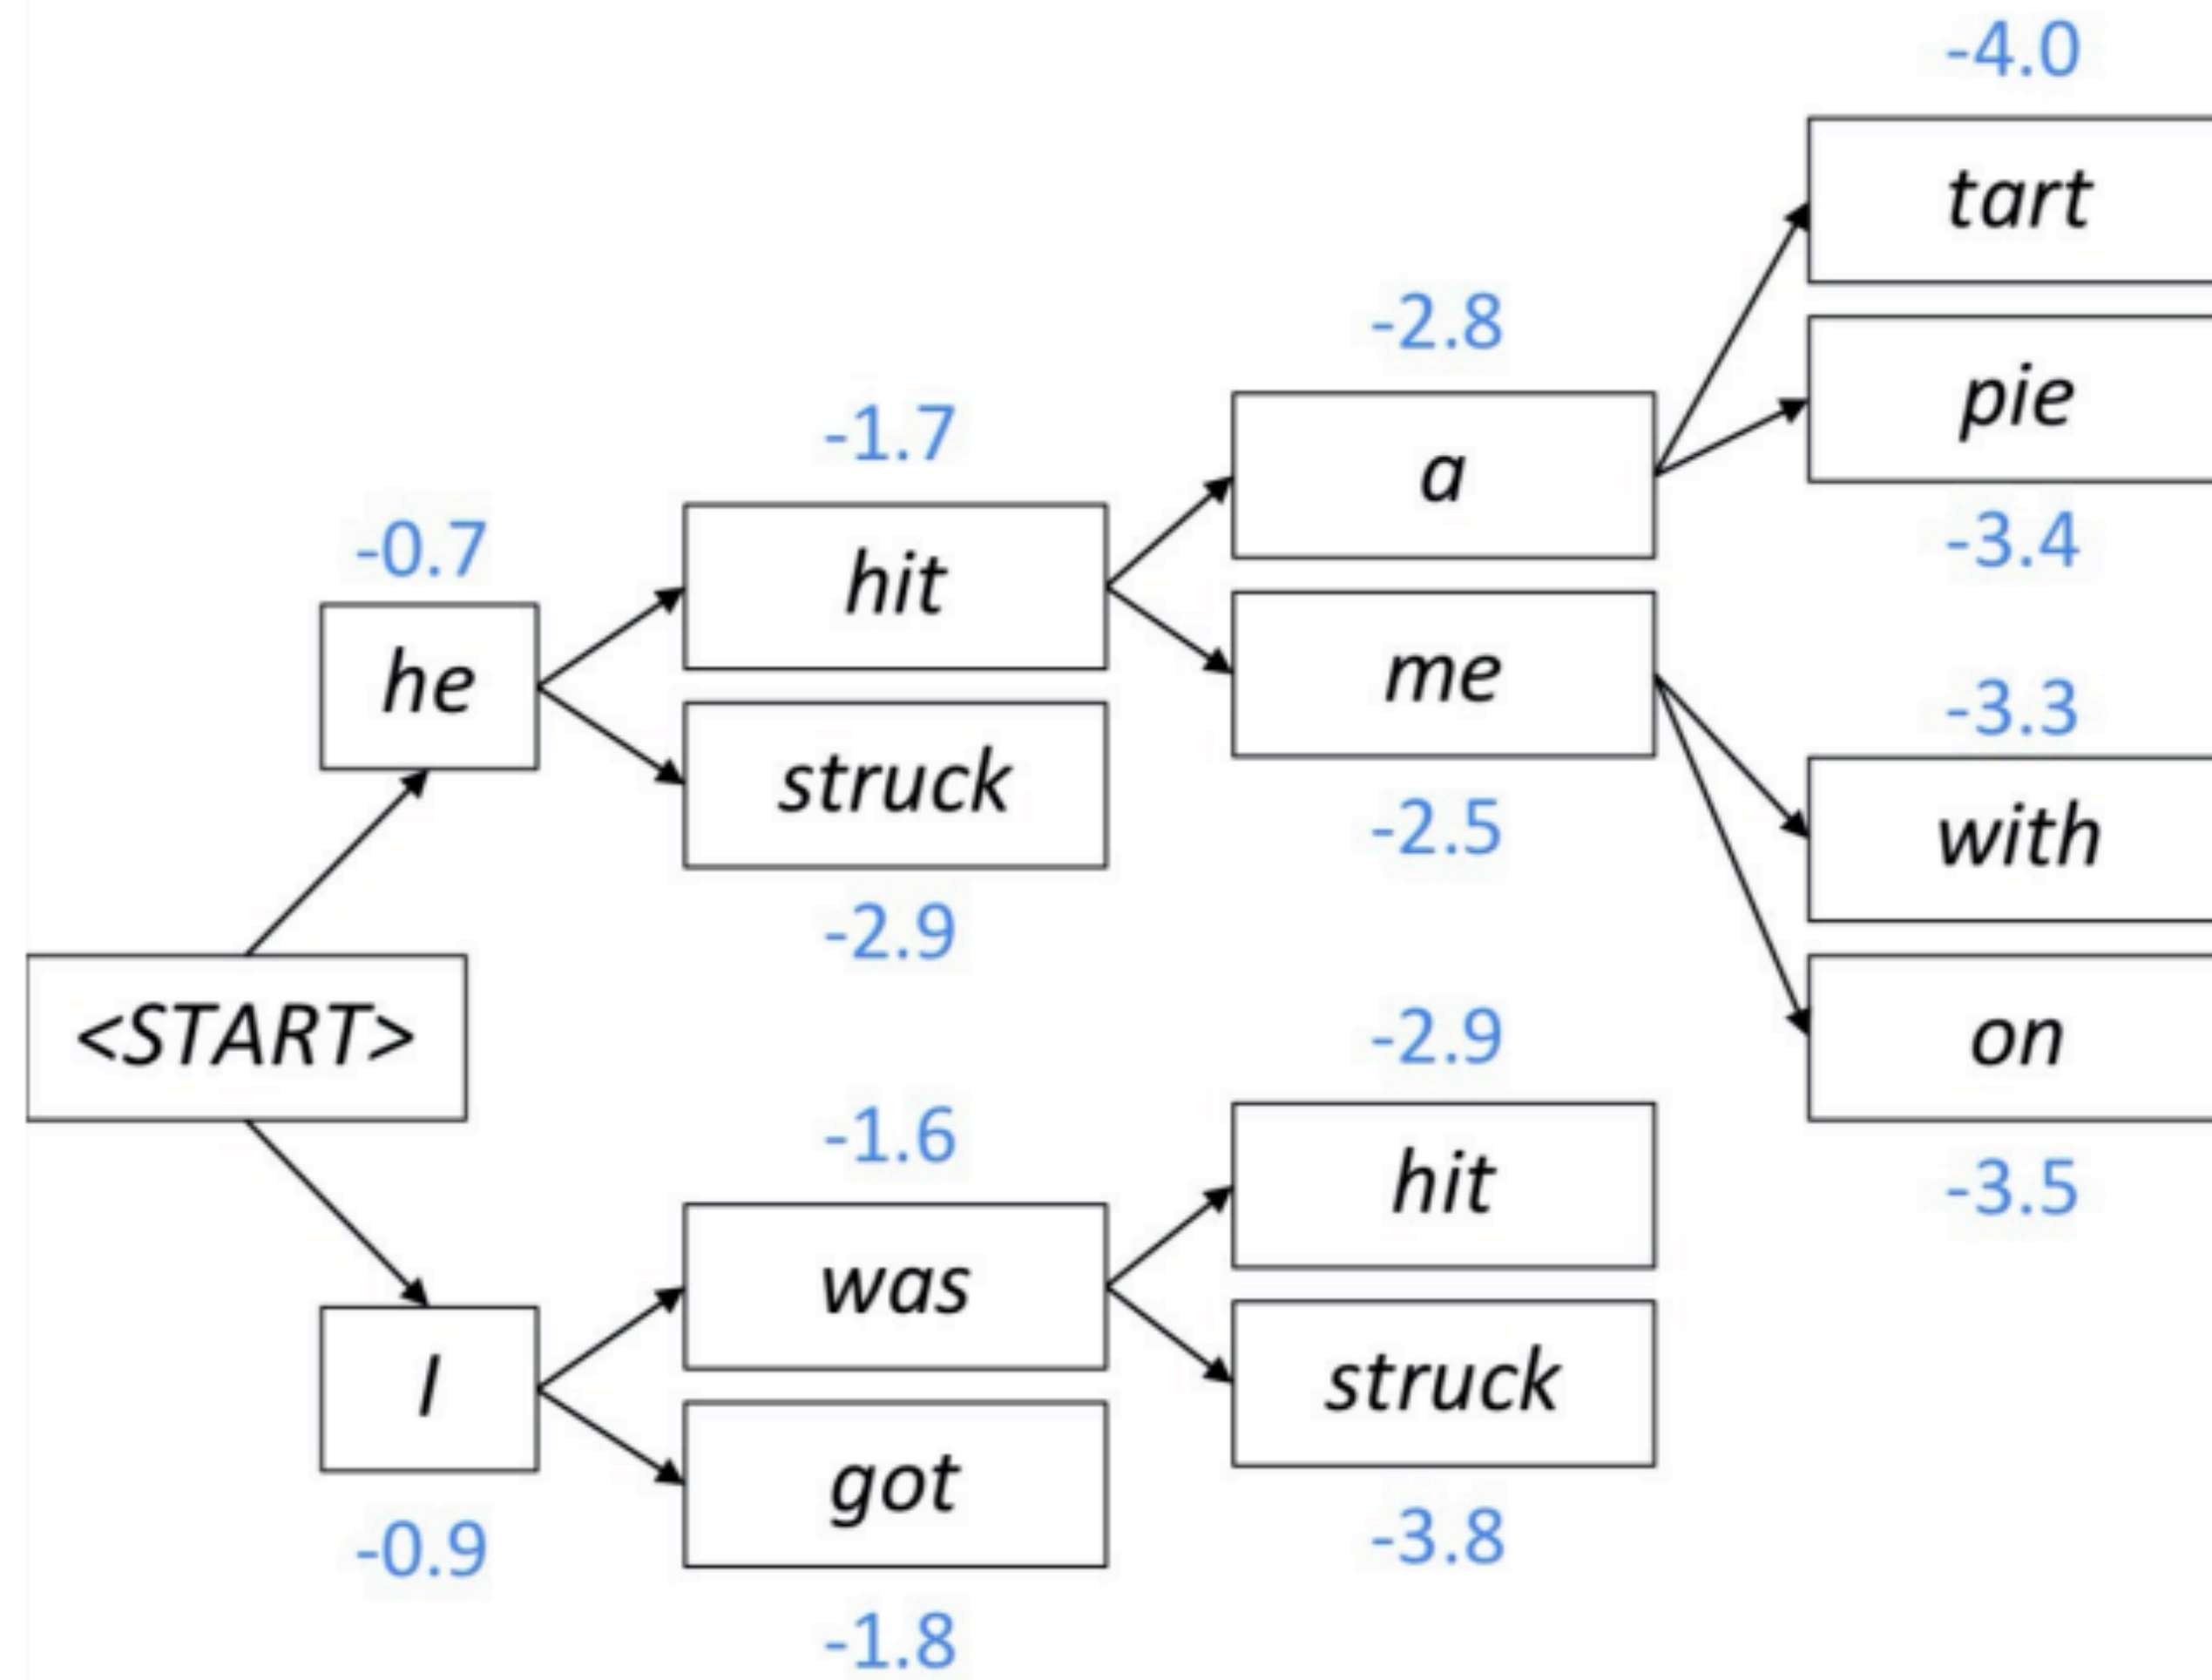 -4.0
tart
pie
-3.4
-2.8
a
me
-2.5
-1.7
hit
struck
-2.9
-0.7
he
-3.3
with
on
-3.5
<START>
-2.9
hit
struck
-3.8
-1.6
was
got
-1.8
I
-0.9